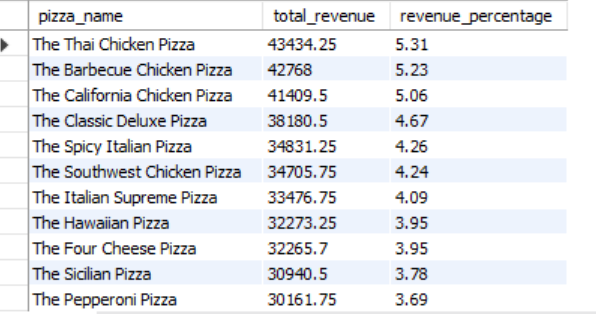 pizza_name total_revenue revenue_percentage
The Thai Chicken Pizza 43434.25 5.31
The Barbecue Chicken Pizza 42768 5.23
The California Chicken Pizza 41409.5 5.06
The Classic Deluxe Pizza 38180.5 4.67
The Spicy Italian Pizza 34831.25 4.26
The Southwest Chicken Pizza 34705.75 4.24
The Italian Supreme Pizza 33476.75 4.09
The Hawaiian Pizza 32273.25 3.95
The Four Cheese Pizza 32265.7 3.95
The Sicilian Pizza 30940.5 3.78
The Pepperoni Pizza 30161.75 3.69